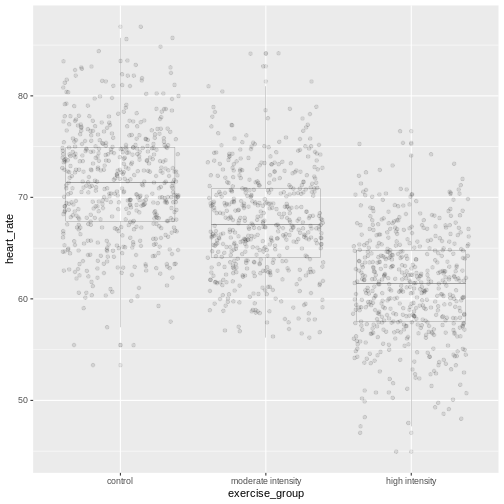 heart_rate
80
70
60
50
control
moderate intensity
high intensity
exercise_group